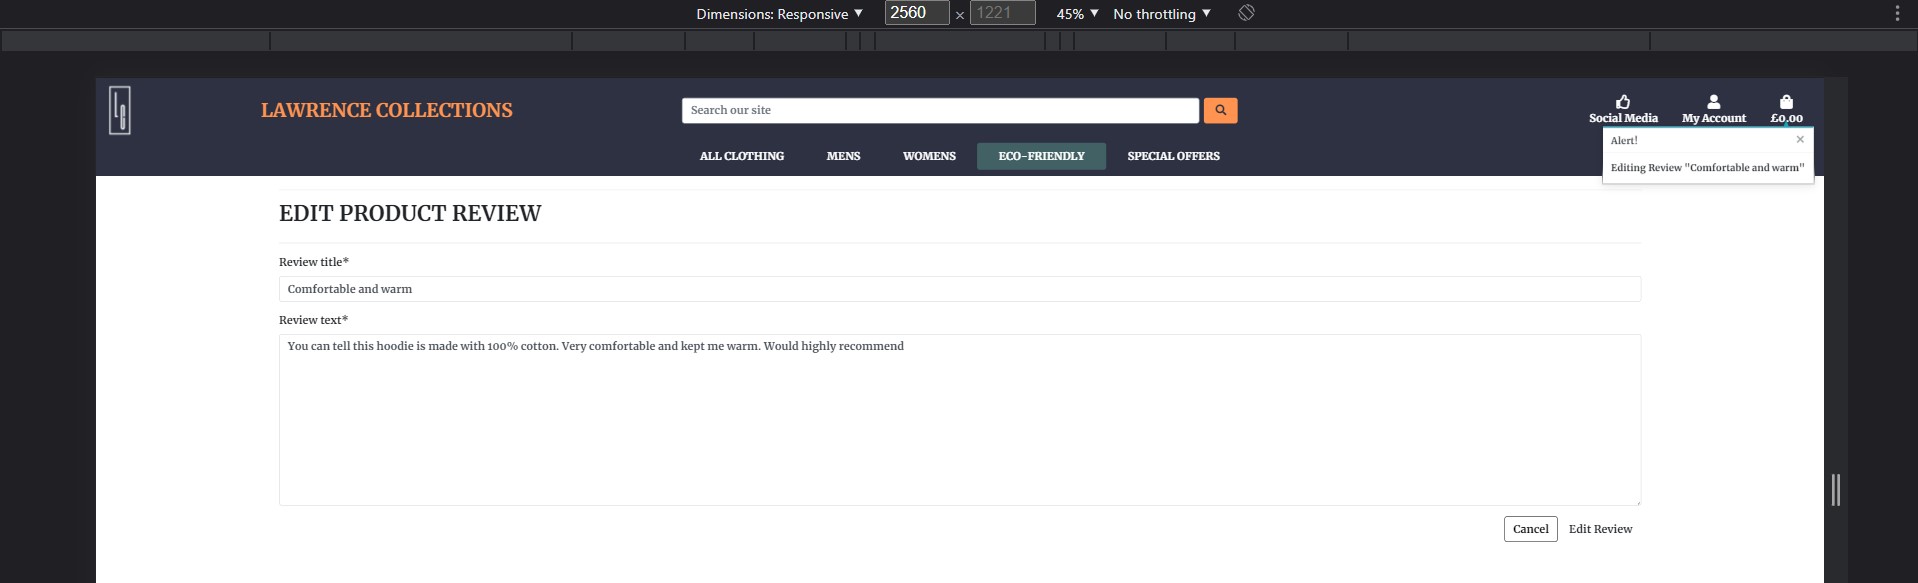 Dimensions: Responsive ▼ 2560 × 1221 45% ▼ No throttling ▼
LAWRENCE COLLECTIONS
Search our site
Social Media My Account £0.00
ALL CLOTHING MENS WOMENS ECO-FRIENDLY SPECIAL OFFERS
Alert! ×
Editing Review "Comfortable and warm"
EDIT PRODUCT REVIEW
Review title*
Comfortable and warm
Review text*
You can tell this hoodie is made with 100% cotton. Very comfortable and kept me warm. Would highly recommend
Cancel Edit Review